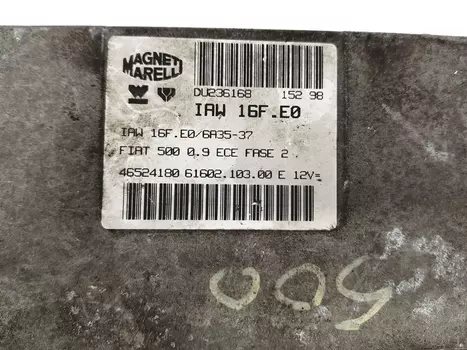 MAGNETI
MARELLI
DU236168 152 98
IAW 16F.E0
IAW 16F.E0/6A35-37
FIAT 500 0.9 ECE FASE 2 .
46524180 61602.103.00 E 12V=
500